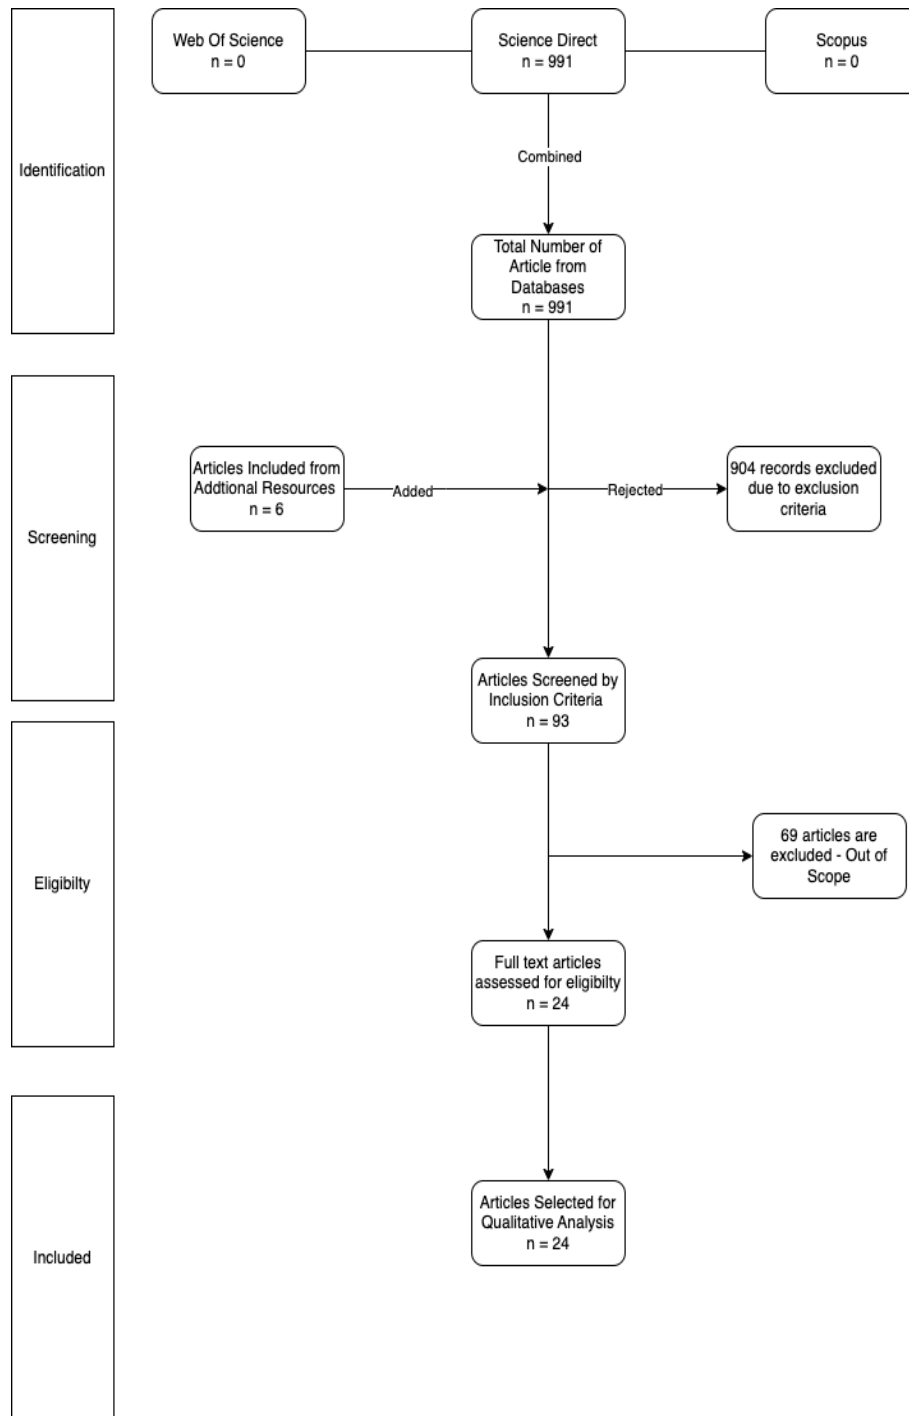 Web Of Science
n = 0
Science Direct
n = 991
Scopus
n = 0
Identification
Combined
Total Number of
Article from
Databases
n = 991
Screening
Articles Included from
Addtional Resources
n = 6
Added
Rejected
904 records excluded
due to exclusion
criteria
Articles Screened by
Inclusion Criteria
n = 93
Eligibilty
69 articles are
excluded - Out of
Scope
Full text articles
assessed for eligibilty
n = 24
Included
Articles Selected for
Qualitative Analysis
n = 24